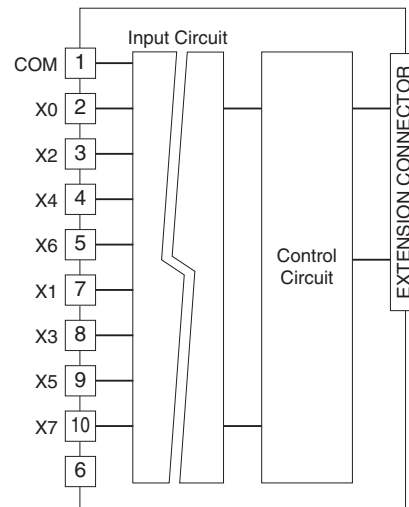 Input Circuit
COM 1
X0 2
X2 3
X4 4
X6 5
X1 7
X3 8
X5 9
X7 10
6
Control
Circuit
EXTENSION CONNECTOR